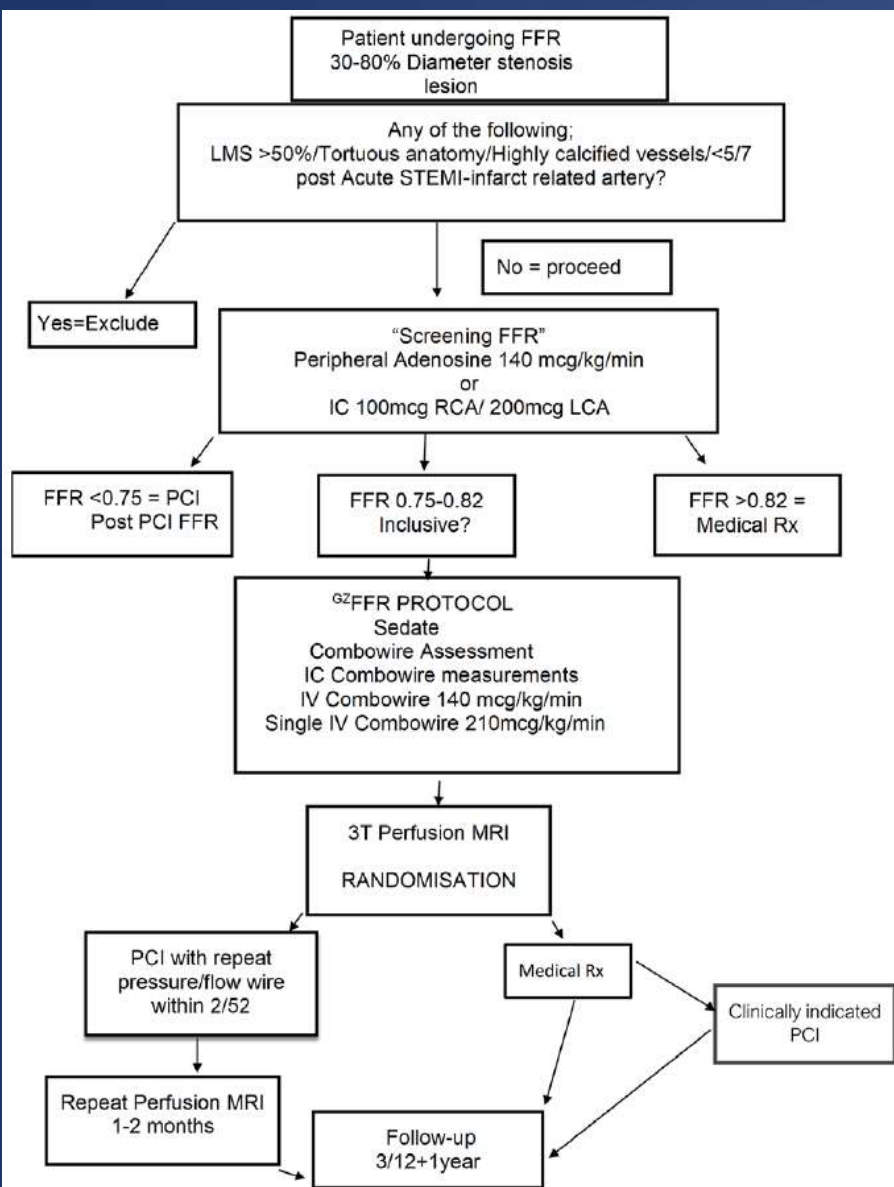 Patient undergoing FFR
30-80% Diameter stenosis
lesion
Any of the following;
LMS >50%/Tortuous anatomy/Highly calcified vessels/<5/7
post Acute STEMI-infarct related artery?
No = proceed
Yes=Exclude
“Screening FFR”
Peripheral Adenosine 140 mcg/kg/min
or
IC 100mcg RCA/ 200mcg LCA
FFR <0.75 = PCI
Post PCI FFR
FFR 0.75-0.82
Inclusive?
FFR >0.82 =
Medical Rx
GZFFR PROTOCOL
Sedate
Combowire Assessment
IC Combowire measurements
IV Combowire 140 mcg/kg/min
Single IV Combowire 210mcg/kg/min
3T Perfusion MRI
RANDOMISATION
PCI with repeat
pressure/flow wire
within 2/52
Medical Rx
Clinically indicated
PCI
Repeat Perfusion MRI
1-2 months
Follow-up
3/12+1year